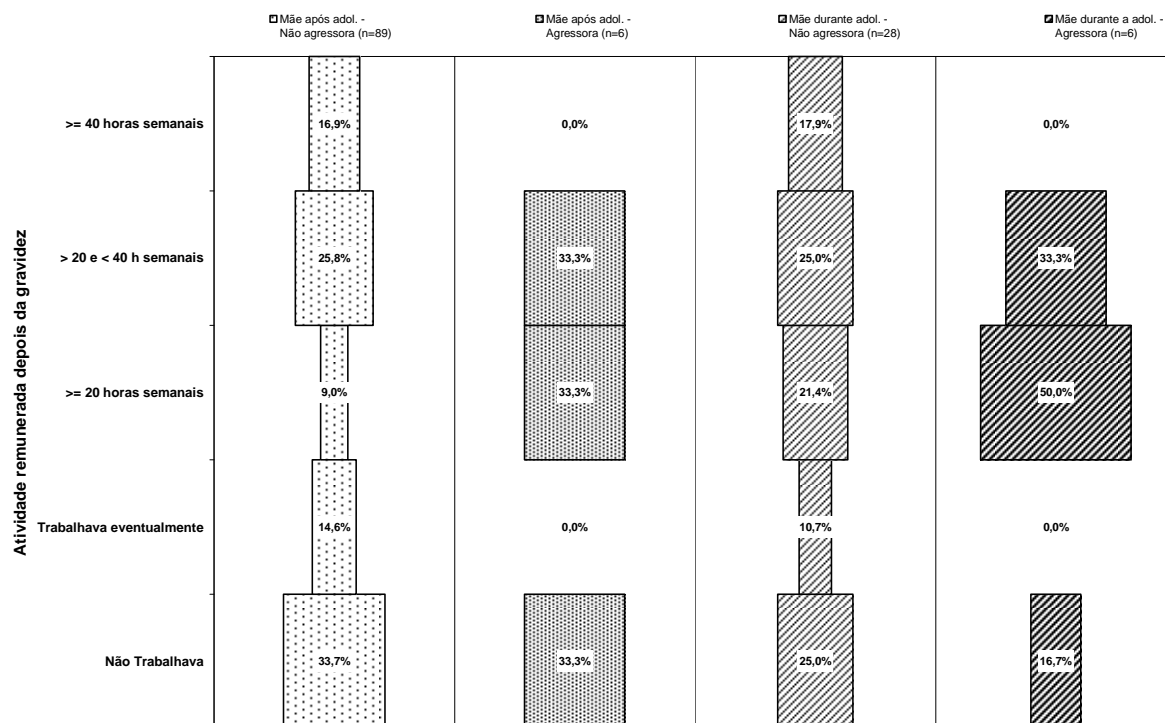 Mãe após adol. -
Não agressora (n=89)
Mãe após adol. -
Agressora (n=6)
Mãe durante adol. -
Não agressora (n=28)
Mãe durante a adol. -
Agressora (n=6)
Atividade remunerada depois da gravidez
>= 40 horas semanais
16,9%
0,0%
17,9%
0,0%
> 20 e < 40 h semanais
25,8%
33,3%
25,0%
33,3%
>= 20 horas semanais
9,0%
33,3%
21,4%
50,0%
Trabalhava eventualmente
14,6%
0,0%
10,7%
0,0%
Não Trabalhava
33,7%
33,3%
25,0%
16,7%